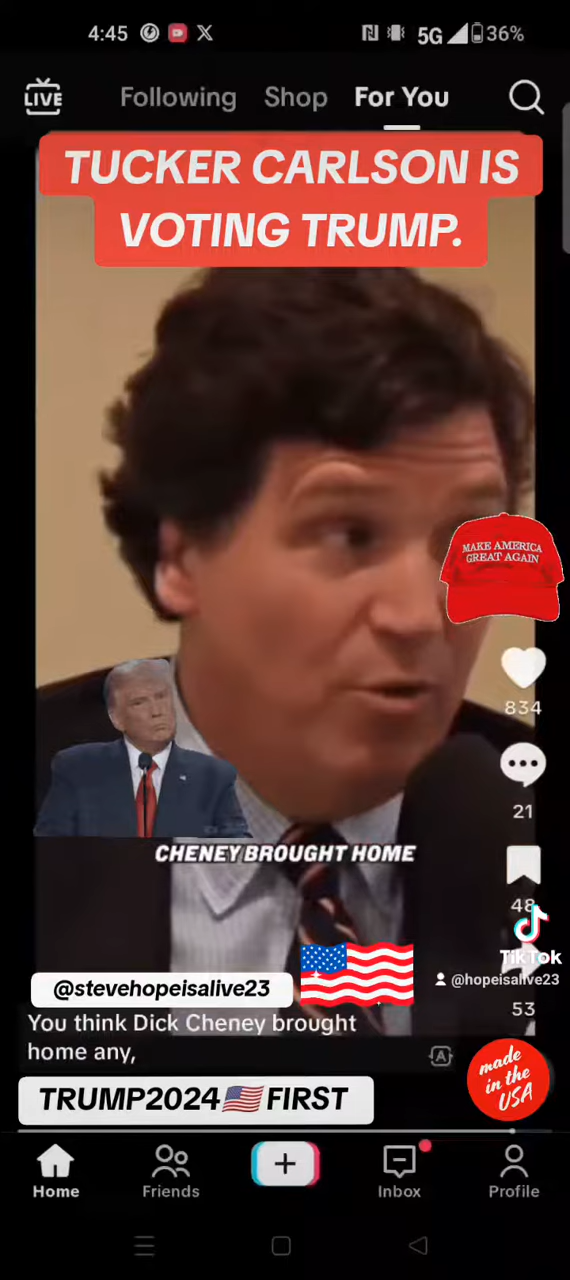 4:45
5G
36%
LIVE
Following
Shop
For You
TUCKER CARLSON IS
VOTING TRUMP.
MAKE AMERICA
GREAT AGAIN
834
21
CHENEY BROUGHT HOME
48
TikTok
@hopeisalive23
@stevehopeisalive23
53
You think Dick Cheney brought
home any,
A
made
in the
USA
TRUMP2024🇺🇸FIRST
Home
Friends
Inbox
Profile